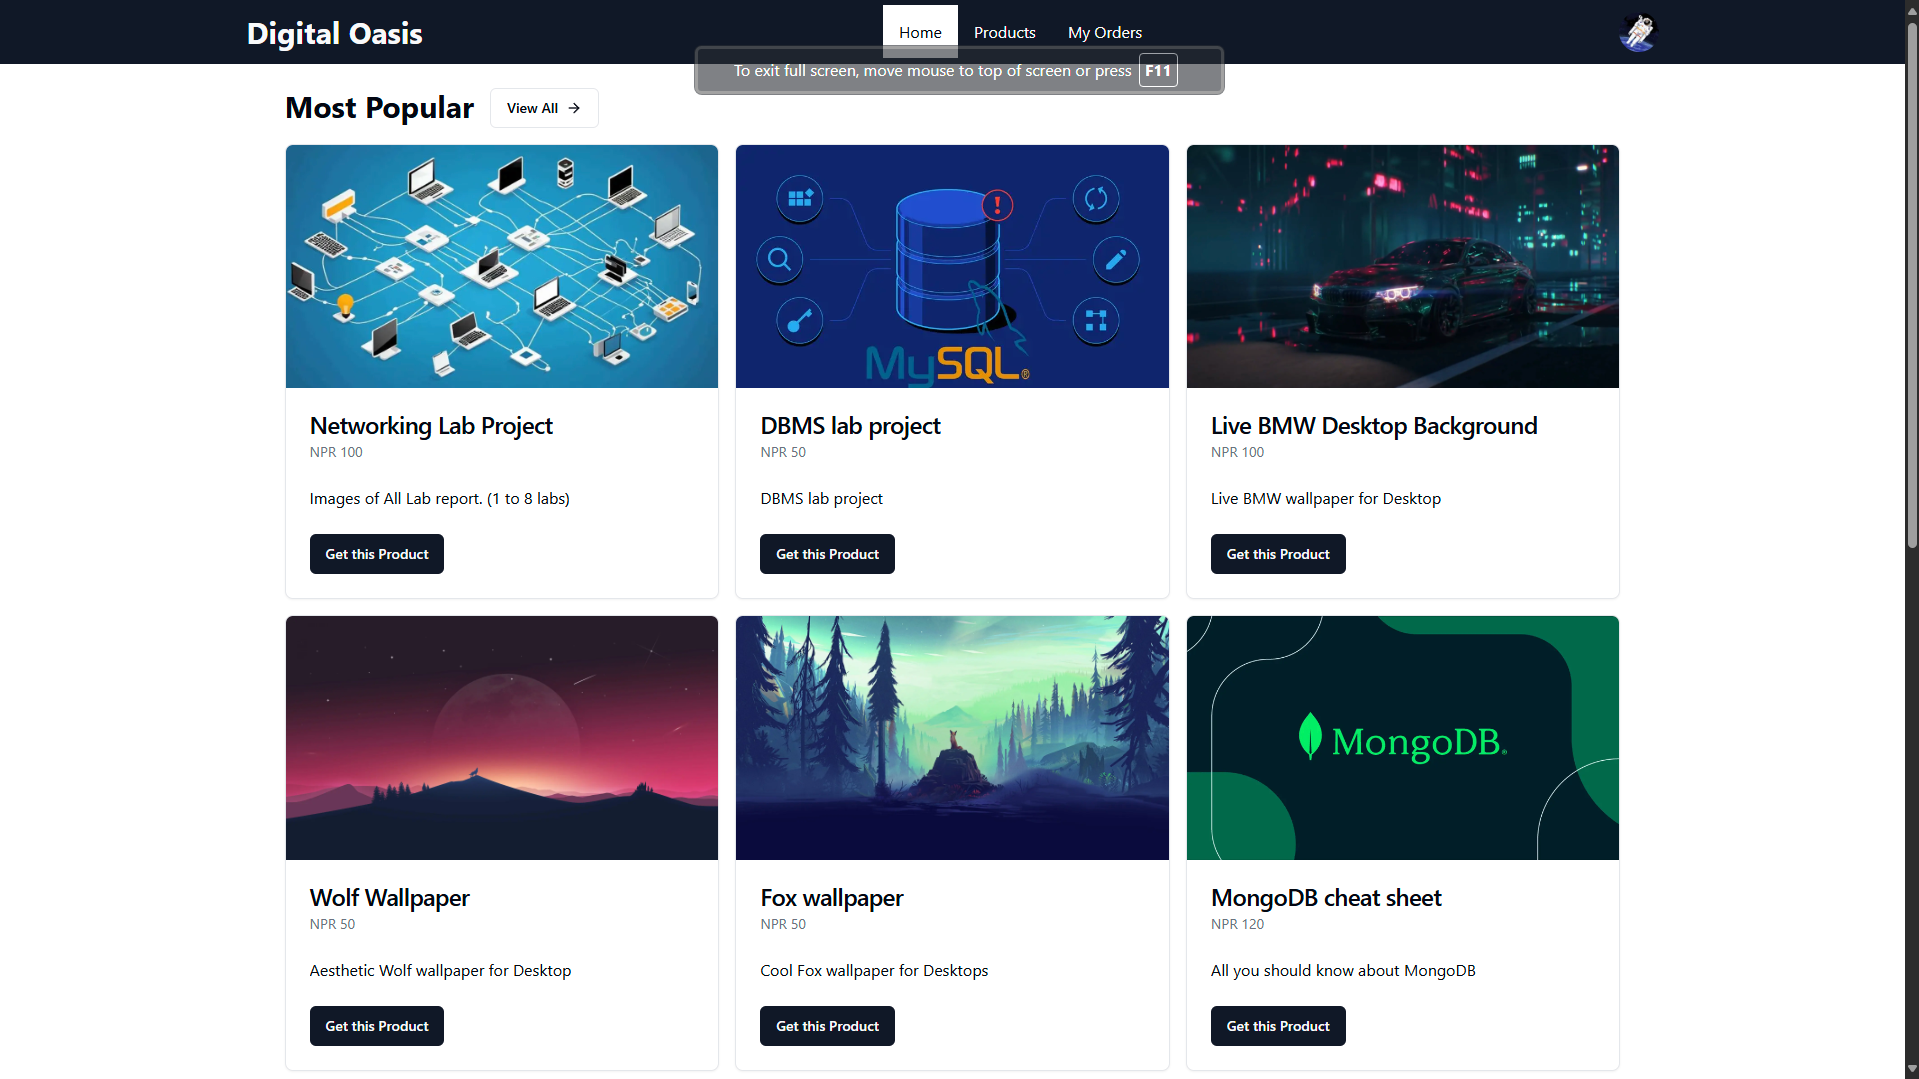 Digital Oasis
Home
Products
My Orders
To exit full screen, move mouse to top of screen or press F11
Most Popular
View All
MySQL®
Networking Lab Project
NPR 100
Images of All Lab report. (1 to 8 labs)
Get this Product
DBMS lab project
NPR 50
DBMS lab project
Get this Product
Live BMW Desktop Background
NPR 100
Live BMW wallpaper for Desktop
Get this Product
MongoDB®
Wolf Wallpaper
NPR 50
Aesthetic Wolf wallpaper for Desktop
Get this Product
Fox wallpaper
NPR 50
Cool Fox wallpaper for Desktops
Get this Product
MongoDB cheat sheet
NPR 120
All you should know about MongoDB
Get this Product